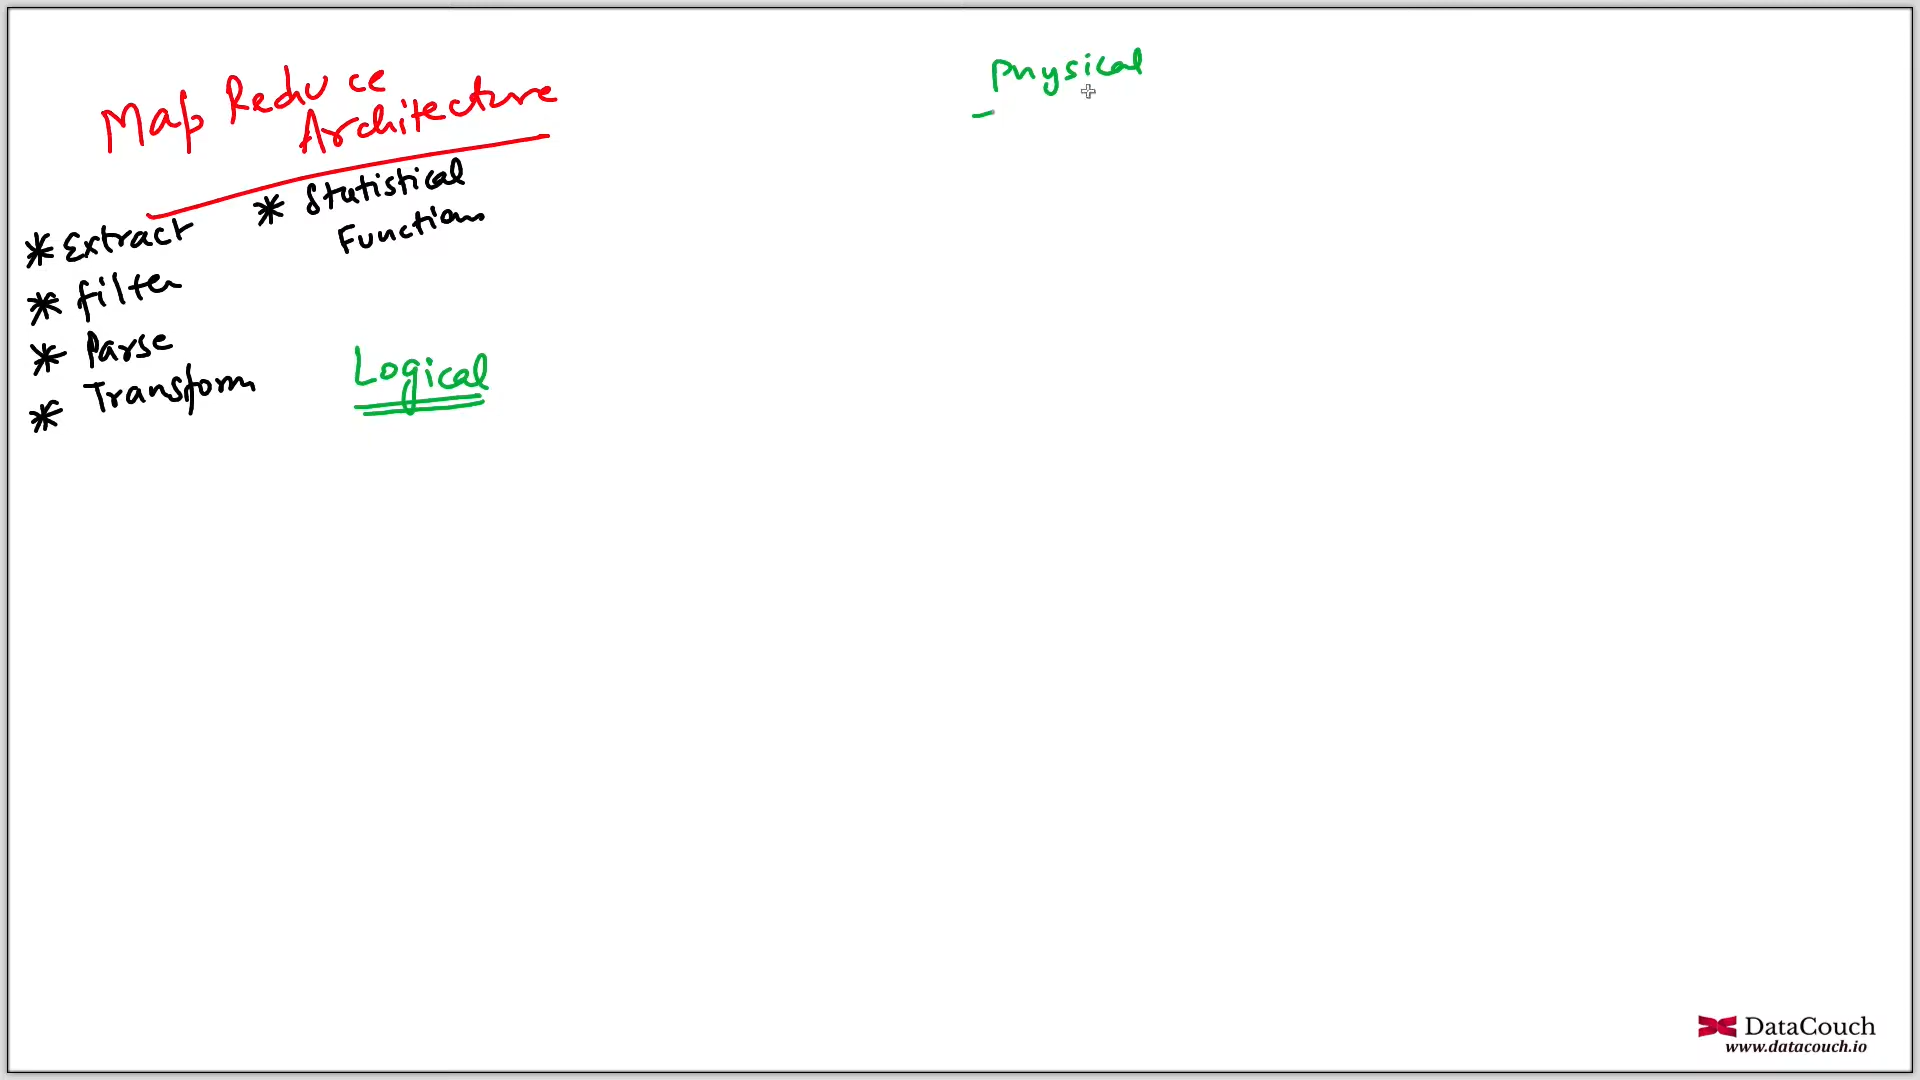 Map Reduce
Architecture
* Extract
* filter
* Parse
* Transform
* Statistical
Functions
Logical
Physical
DataCouch
www.datacouch.io